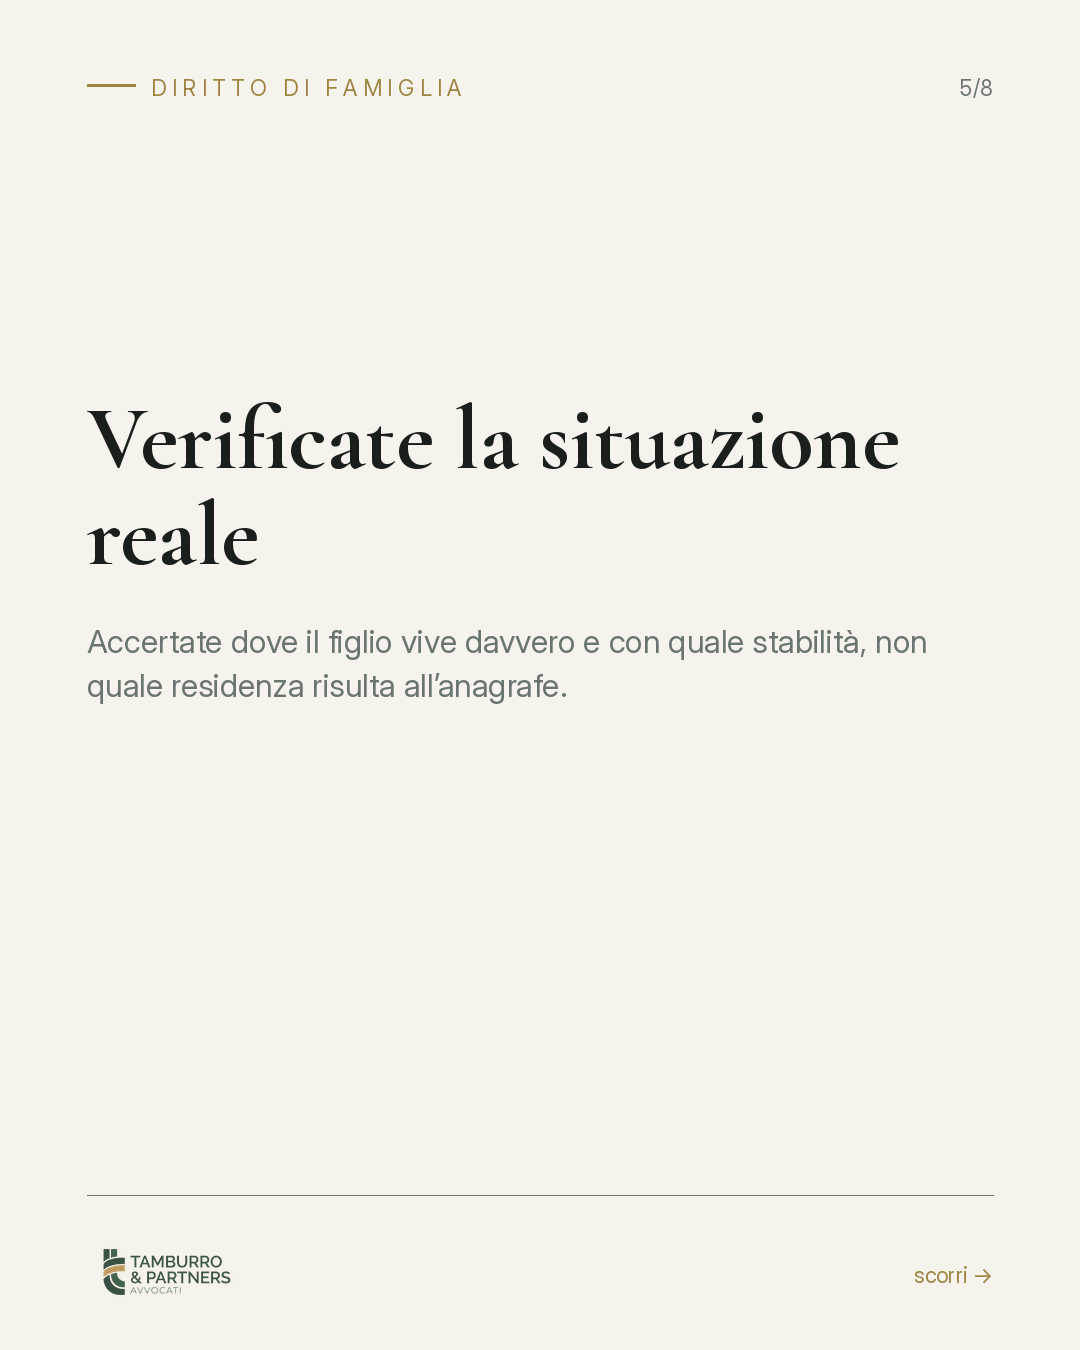 DIRITTO DI FAMIGLIA
5/8
Verificate la situazione
reale
Accertate dove il figlio vive davvero e con quale stabilità, non
quale residenza risulta all’anagrafe.
TAMBURRO
& PARTNERS
AVVOCATI
scorri →